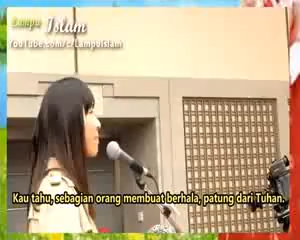 Lampu Islam
YouTube.com/c/LampuIslam
Kau tahu, sebagian orang membuat berhala, patung dari Tuhan.